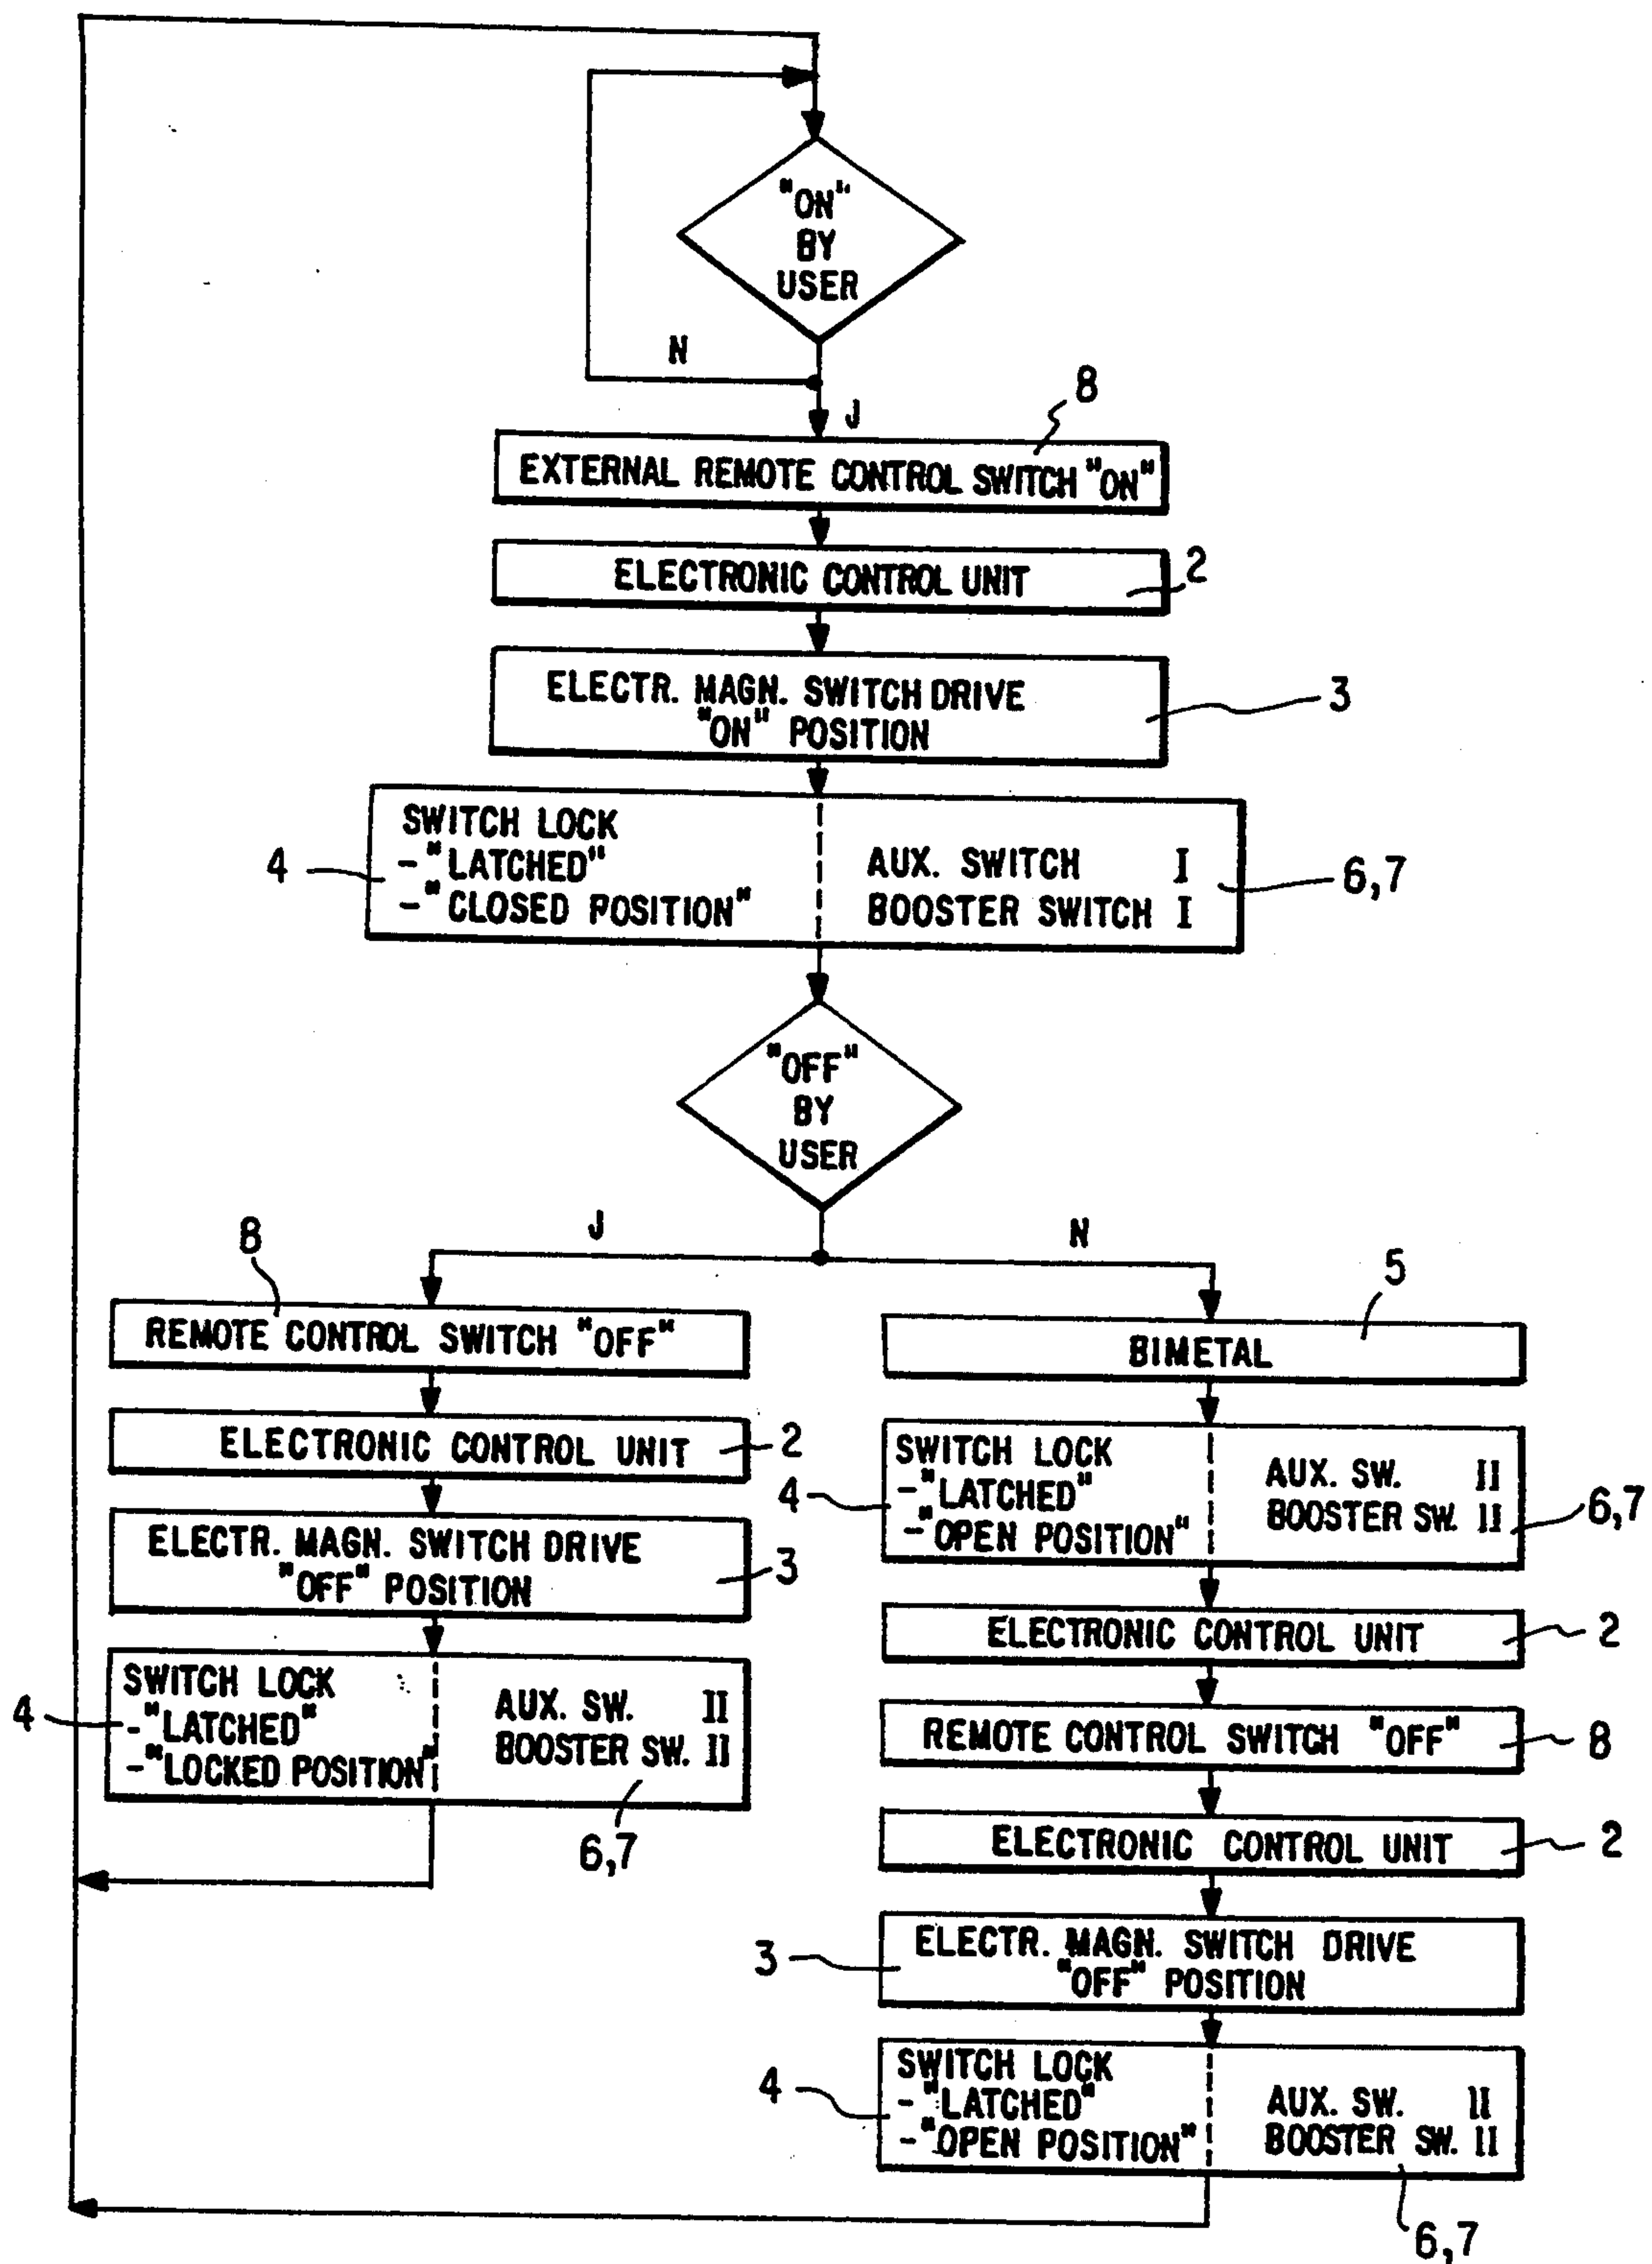 "ON"
BY
USER
N
J
8
EXTERNAL REMOTE CONTROL SWITCH "ON"
ELECTRONIC CONTROL UNIT
2
ELECTR. MAGN. SWITCH DRIVE
"ON" POSITION
3
SWITCH LOCK
-"LATCHED"
-"CLOSED POSITION"
4
AUX. SWITCH I
BOOSTER SWITCH I
6,7
"OFF"
BY
USER
J
N
8
REMOTE CONTROL SWITCH "OFF"
ELECTRONIC CONTROL UNIT
2
ELECTR. MAGN. SWITCH DRIVE
"OFF" POSITION
3
SWITCH LOCK
-"LATCHED"
-"LOCKED POSITION"
4
AUX. SW. II
BOOSTER SW. II
6,7
5
BIMETAL
SWITCH LOCK
-"LATCHED"
-"OPEN POSITION"
4
AUX. SW. II
BOOSTER SW. II
6,7
ELECTRONIC CONTROL UNIT
2
REMOTE CONTROL SWITCH "OFF"
8
ELECTRONIC CONTROL UNIT
2
ELECTR. MAGN. SWITCH DRIVE
"OFF" POSITION
3
SWITCH LOCK
-"LATCHED"
-"OPEN POSITION"
4
AUX. SW. II
BOOSTER SW. II
6,7